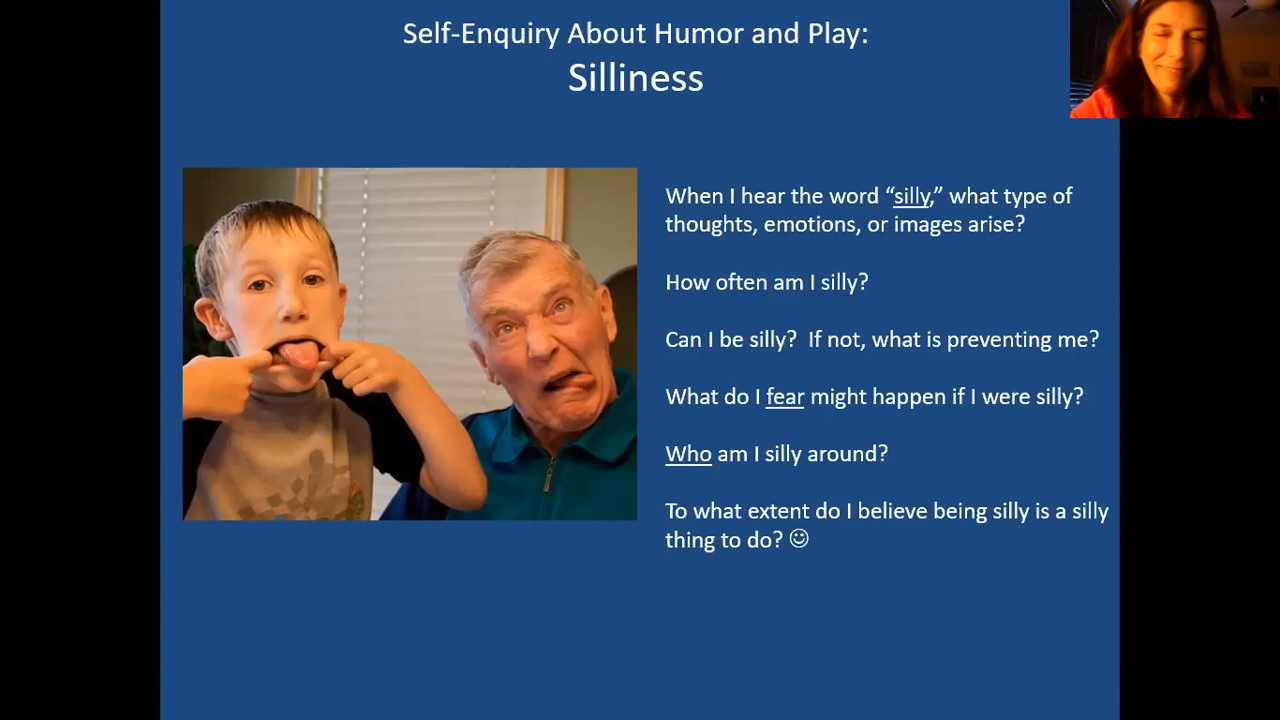 Self-Enquiry About Humor and Play:
Silliness
When I hear the word “silly,” what type of
thoughts, emotions, or images arise?
How often am I silly?
Can I be silly?  If not, what is preventing me?
What do I fear might happen if I were silly?
Who am I silly around?
To what extent do I believe being silly is a silly
thing to do? ☺